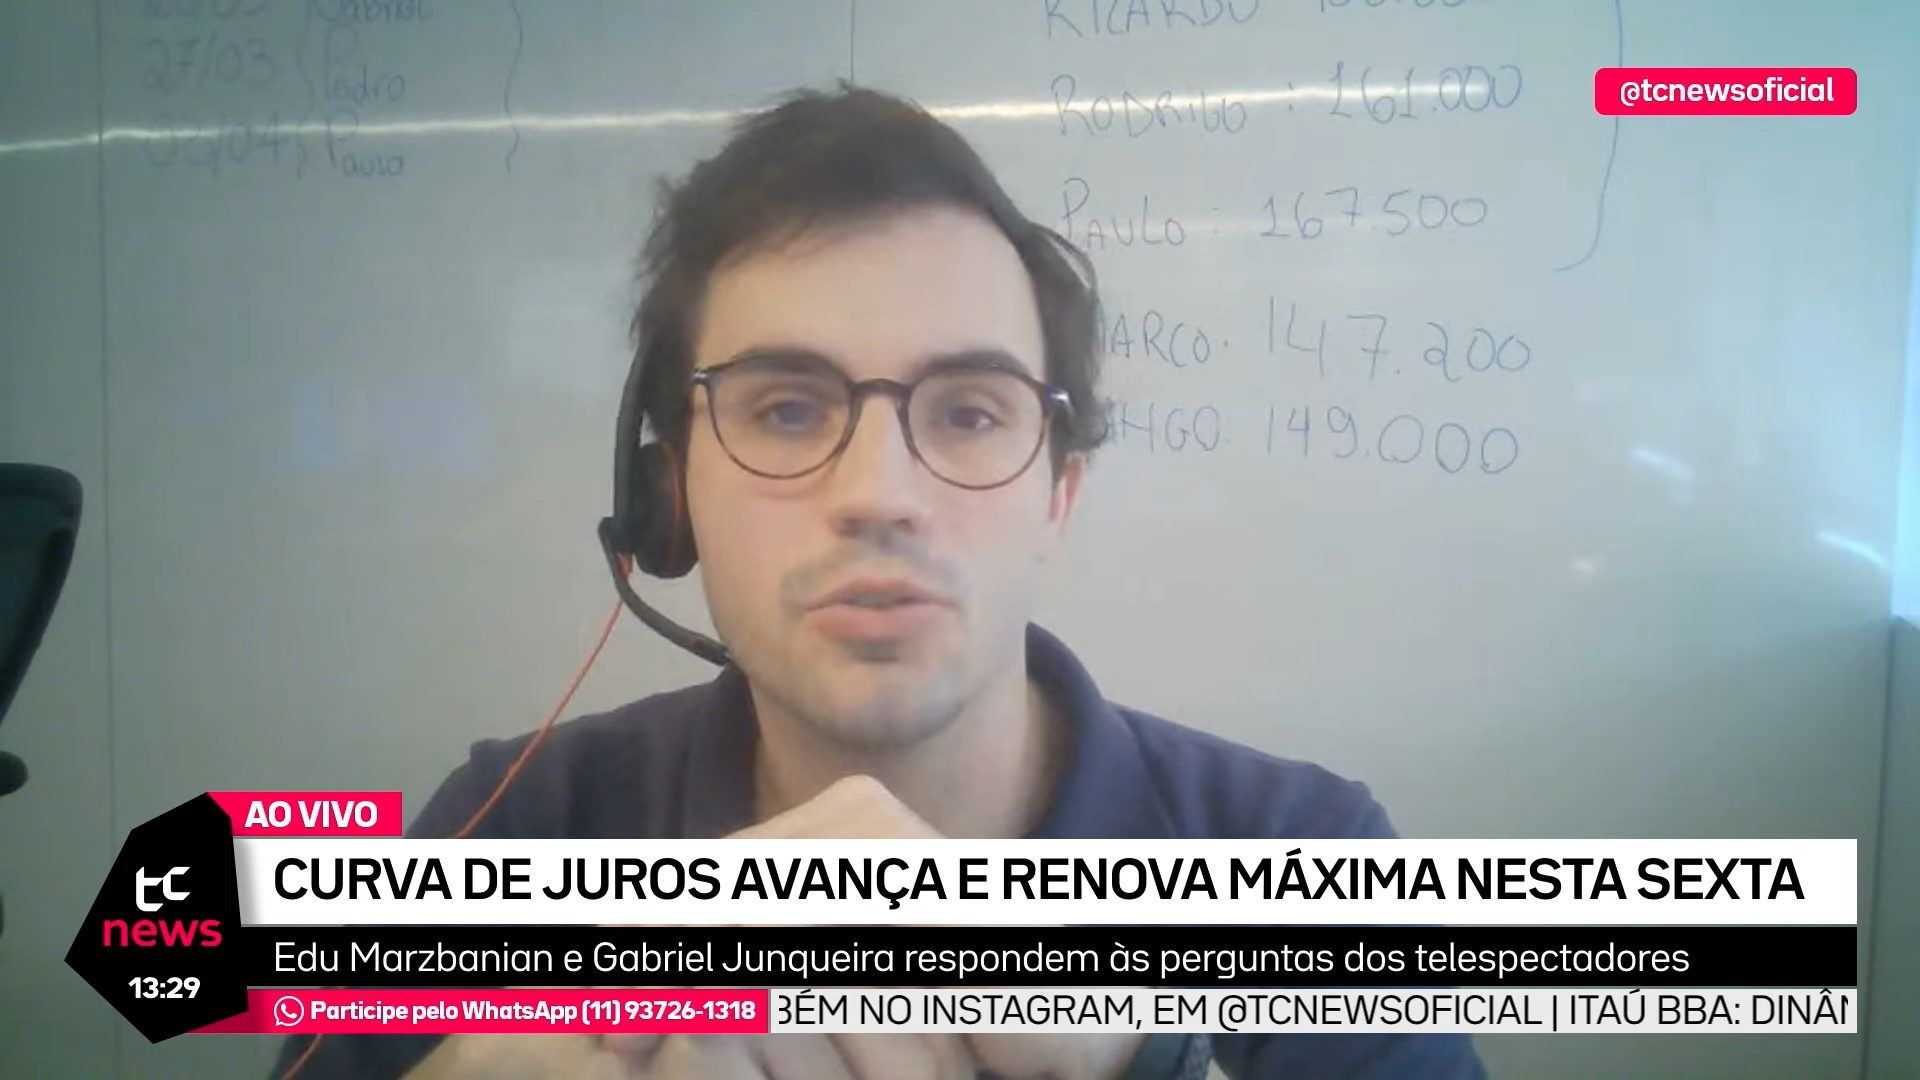 27/03 Pedro
Paulo
RICARDO
RODRIGO : 161.000
PAULO : 167.500
147.200
149.000
@tcnewsoficial
AO VIVO
CURVA DE JUROS AVANÇA E RENOVA MÁXIMA NESTA SEXTA
Edu Marzbanian e Gabriel Junqueira respondem às perguntas dos telespectadores
tc
news
13:29
Participe pelo WhatsApp (11) 93726-1318
BÉM NO INSTAGRAM, EM @TCNEWSOFICIAL | ITAÚ BBA: DINÂM